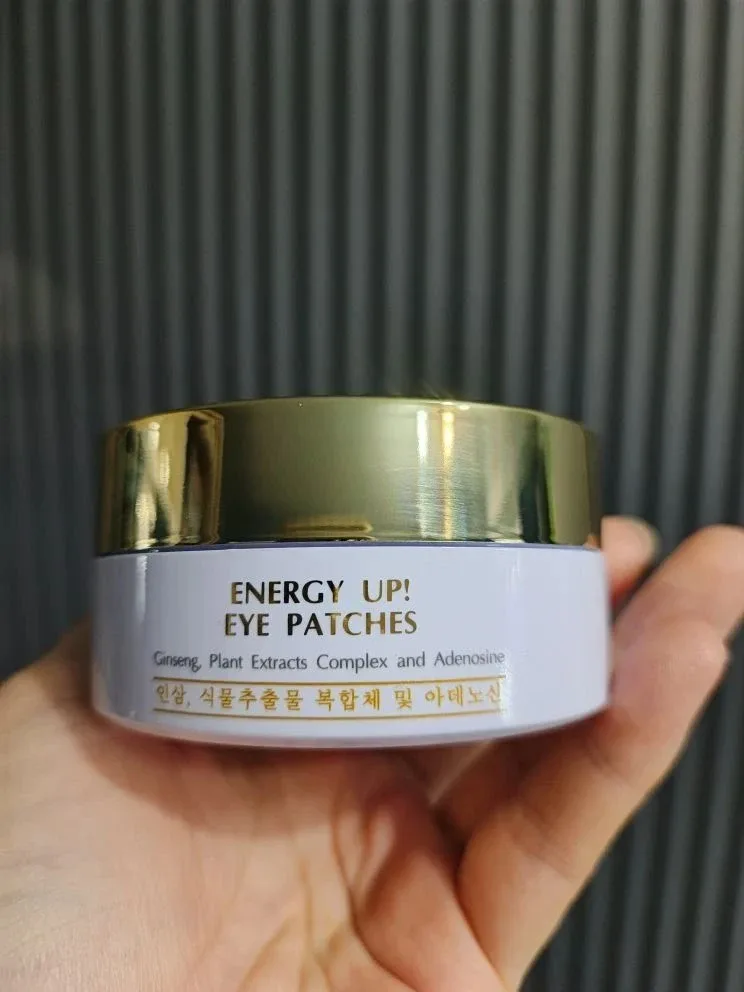 ENERGY UP!
EYE PATCHES
Ginseng, Plant Extracts Complex and Adenosine
인삼, 식물추출물 복합체 및 아데노신